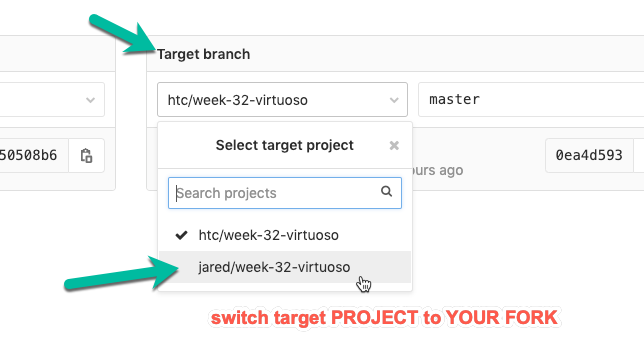 Target branch
htc/week-32-virtuoso
master
Select target project
50508b6
0ea4d593
ours ago
Search projects
htc/week-32-virtuoso
jared/week-32-virtuoso
switch target PROJECT to YOUR FORK